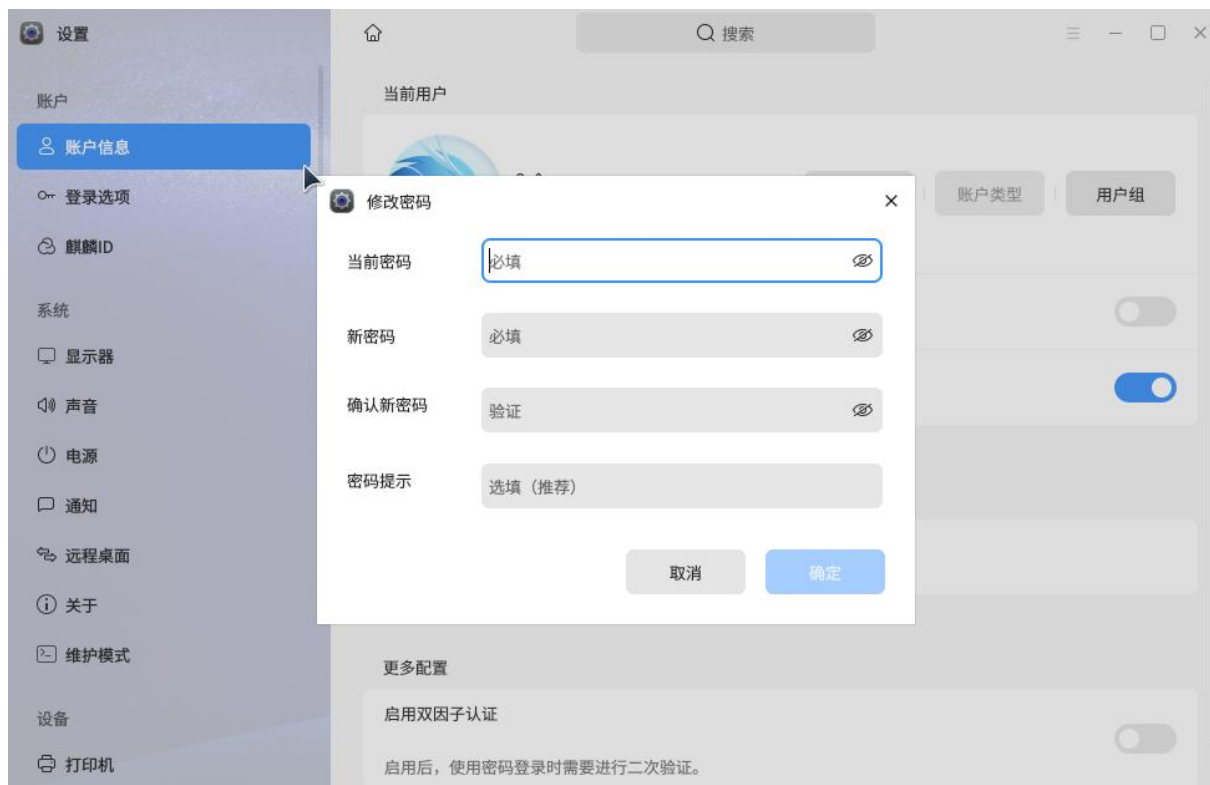 设置
搜索
账户
账户信息
登录选项
麒麟ID
系统
显示器
声音
电源
通知
远程桌面
关于
维护模式
设备
打印机
当前用户
账户类型
用户组
修改密码
当前密码
必填
新密码
必填
确认新密码
验证
密码提示
选填（推荐）
取消
确定
更多配置
启用双因子认证
启用后，使用密码登录时需要进行二次验证。